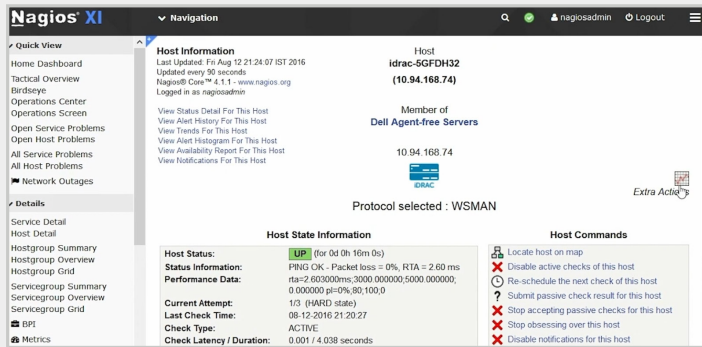 Nagios® XI
Navigation
nagiosadmin
Logout
Quick View
Home Dashboard
Tactical Overview
Birdseye
Operations Center
Operations Screen
Open Service Problems
Open Host Problems
All Service Problems
All Host Problems
Network Outages
Details
Service Detail
Host Detail
Hostgroup Summary
Hostgroup Overview
Hostgroup Grid
Servicegroup Summary
Servicegroup Overview
Servicegroup Grid
BPI
Metrics
Host Information
Last Updated: Fri Aug 12 21:24:07 IST 2016
Updated every 90 seconds
Nagios® Core™ 4.1.1 - www.nagios.org
Logged in as nagiosadmin
View Status Detail For This Host
View Alert History For This Host
View Trends For This Host
View Alert Histogram For This Host
View Availability Report For This Host
View Notifications For This Host
Host
idrac-5GFDH32
(10.94.168.74)
Member of
Dell Agent-free Servers
10.94.168.74
iDRAC
Protocol selected : WSMAN
Extra Actions
Host State Information
Host Status: UP (for 0d 0h 16m 0s)
Status Information: PING OK - Packet loss = 0%, RTA = 2.60 ms
Performance Data: rta=2.603000ms;3000.000000;5000.000000;
0.000000 pl=0%;80;100;0
Current Attempt: 1/3 (HARD state)
Last Check Time: 08-12-2016 21:20:27
Check Type: ACTIVE
Check Latency / Duration: 0.001 / 4.038 seconds
Host Commands
Locate host on map
Disable active checks of this host
Re-schedule the next check of this host
Submit passive check result for this host
Stop accepting passive checks for this host
Stop obsessing over this host
Disable notifications for this host